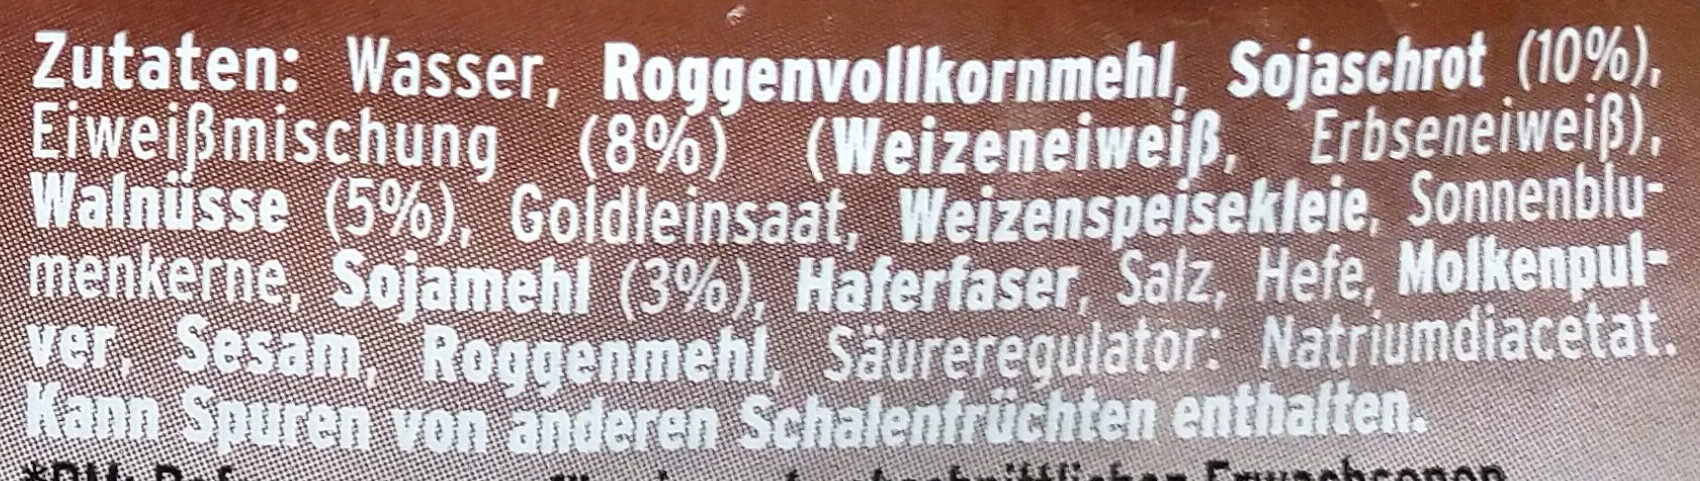 Zutaten: Wasser, Roggenvollkornmehl, Sojaschrot (10%),
Eiweißmischung (8%) (Weizeneiweiß, Erbseneiweiß),
Walnüsse (5%), Goldleinsaat, Weizenspeisekleie, Sonnenblu-
menkerne, Sojamehl (3%), Haferfaser, Salz, Hefe, Molkenpul-
ver, Sesam, Roggenmehl, Säureregulator: Natriumdiacetat.
Kann Spuren von anderen Schalenfrüchten enthalten.